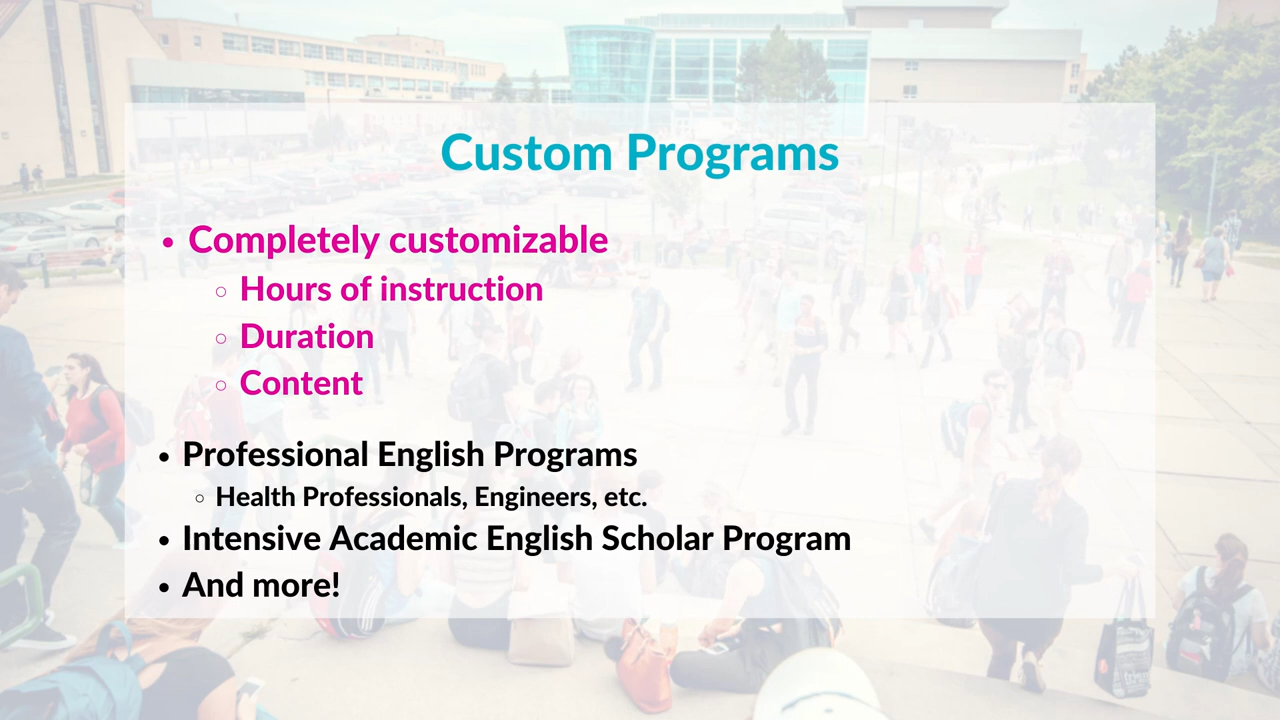 Custom Programs
• Completely customizable
◦ Hours of instruction
◦ Duration
◦ Content
• Professional English Programs
◦ Health Professionals, Engineers, etc.
• Intensive Academic English Scholar Program
• And more!